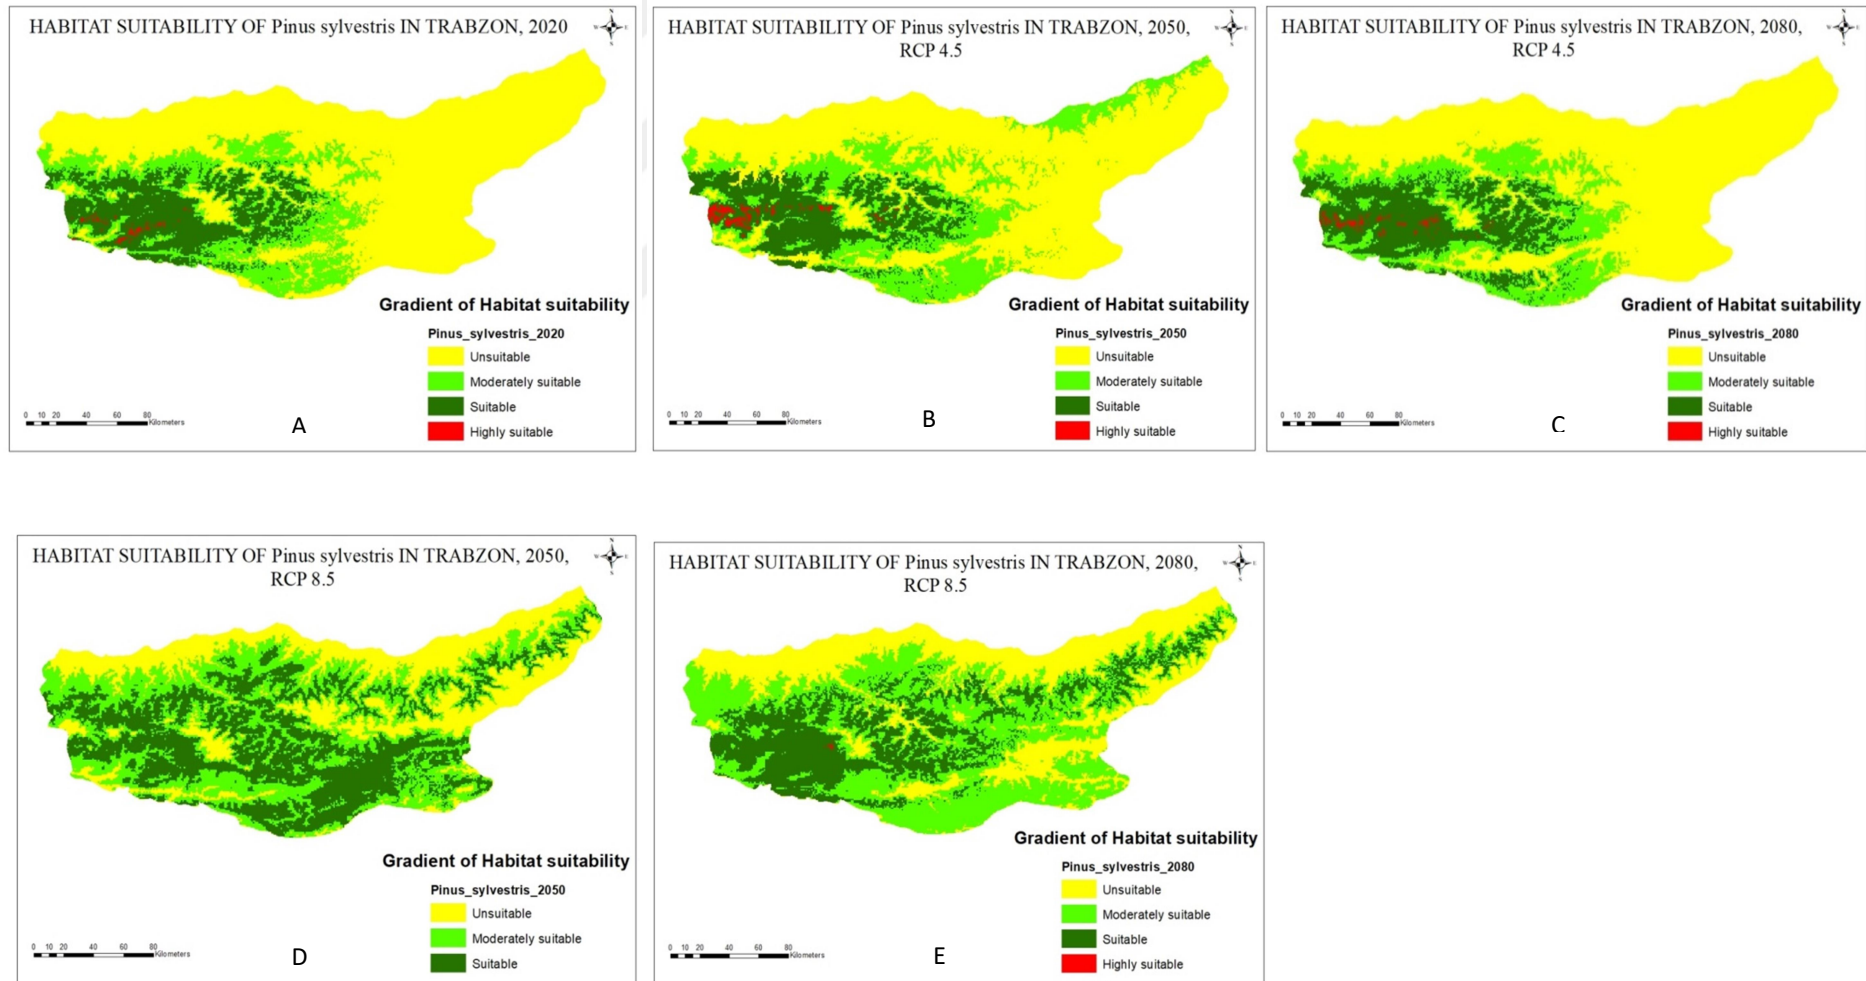 HABITAT SUITABILITY OF Pinus sylvestris IN TRABZON, 2020
Gradient of Habitat suitability
Pinus_sylvestris_2020
Unsuitable
Moderately suitable
Suitable
Highly suitable
0 10 20 40 60 80
Kilometers
A
HABITAT SUITABILITY OF Pinus sylvestris IN TRABZON, 2050,
RCP 4.5
Gradient of Habitat suitability
Pinus_sylvestris_2050
Unsuitable
Moderately suitable
Suitable
Highly suitable
0 10 20 40 60 80
Kilometers
B
HABITAT SUITABILITY OF Pinus sylvestris IN TRABZON, 2080,
RCP 4.5
Gradient of Habitat suitability
Pinus_sylvestris_2080
Unsuitable
Moderately suitable
Suitable
Highly suitable
0 10 20 40 60 80
Kilometers
C
HABITAT SUITABILITY OF Pinus sylvestris IN TRABZON, 2050,
RCP 8.5
Gradient of Habitat suitability
Pinus_sylvestris_2050
Unsuitable
Moderately suitable
Suitable
0 10 20 40 60 80
Kilometers
D
HABITAT SUITABILITY OF Pinus sylvestris IN TRABZON, 2080,
RCP 8.5
Gradient of Habitat suitability
Pinus_sylvestris_2080
Unsuitable
Moderately suitable
Suitable
Highly suitable
0 10 20 40 60 80
Kilometers
E